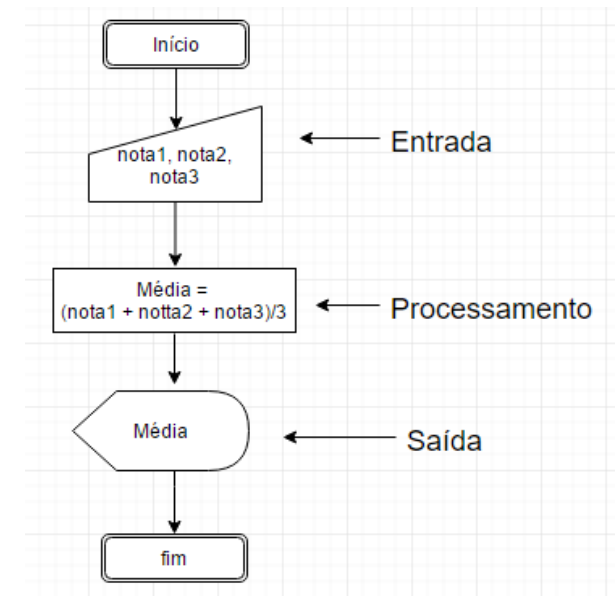 Início
nota1, nota2,
nota3
Entrada
Média =
(nota1 + notta2 + nota3)/3
Processamento
Média
Saída
fim